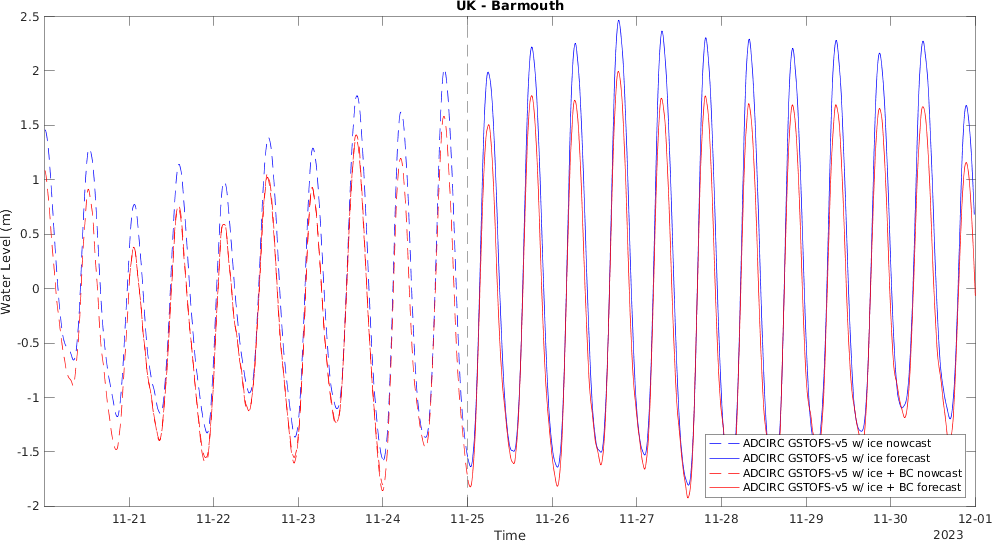 UK - Barmouth
2.5
2
1.5
1
0.5
0
-0.5
-1
-1.5
-2
Water Level (m)
ADCIRC GSTOFS-v5 w/ ice nowcast
ADCIRC GSTOFS-v5 w/ ice forecast
ADCIRC GSTOFS-v5 w/ ice + BC nowcast
ADCIRC GSTOFS-v5 w/ ice + BC forecast
11-21 11-22 11-23 11-24 11-25 11-26 11-27 11-28 11-29 11-30 12-01
Time
2023